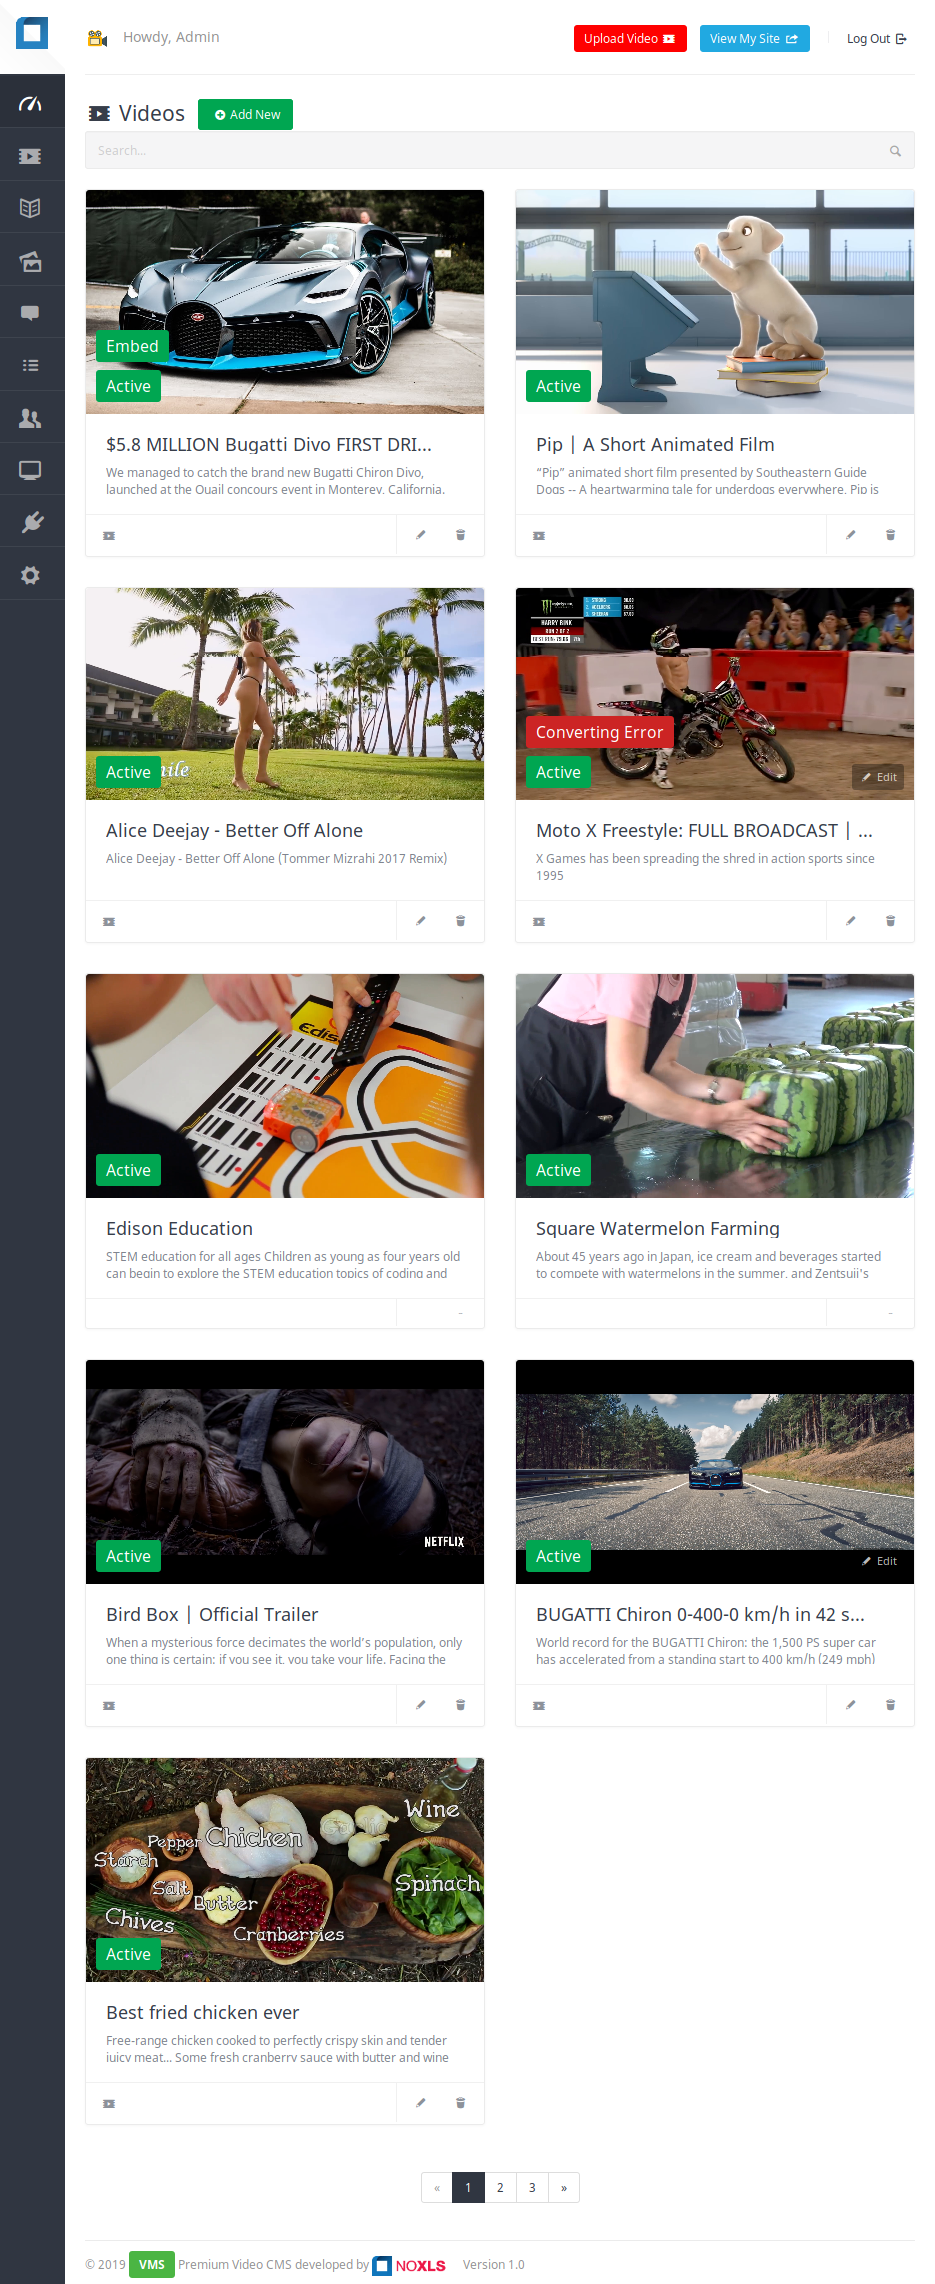 Howdy, Admin
Upload Video
View My Site
Log Out
Videos
Add New
Search...
Embed
Active
$5.8 MILLION Bugatti Divo FIRST DRI...
We managed to catch the brand new Bugatti Chiron Divo,
launched at the Quail concours event in Monterey, California.
Active
Pip | A Short Animated Film
“Pip” animated short film presented by Southeastern Guide
Dogs -- A heartwarming tale for underdogs everywhere. Pip is
Active
Alice Deejay - Better Off Alone
Alice Deejay - Better Off Alone (Tommer Mizrahi 2017 Remix)
HARRY BINK
RUN 2 OF 2
Converting Error
Active
Edit
Moto X Freestyle: FULL BROADCAST | ...
X Games has been spreading the shred in action sports since
1995
Active
Edison Education
STEM education for all ages Children as young as four years old
can begin to explore the STEM education topics of coding and
Active
Square Watermelon Farming
About 45 years ago in Japan, ice cream and beverages started
to compete with watermelons in the summer, and Zentsuji's
NETFLIX
Active
Bird Box | Official Trailer
When a mysterious force decimates the world’s population, only
one thing is certain: if you see it, you take your life. Facing the
Active
Edit
BUGATTI Chiron 0-400-0 km/h in 42 s...
World record for the BUGATTI Chiron: the 1,500 PS super car
has accelerated from a standing start to 400 km/h (249 mph)
Wine
Pepper
Chicken
Garlic
Starch
Salt
Butter
Spinach
Chives
Cranberries
Active
Best fried chicken ever
Free-range chicken cooked to perfectly crispy skin and tender
juicy meat... Some fresh cranberry sauce with butter and wine
« 1 2 3 »
© 2019 VMS Premium Video CMS developed by NOXLS Version 1.0